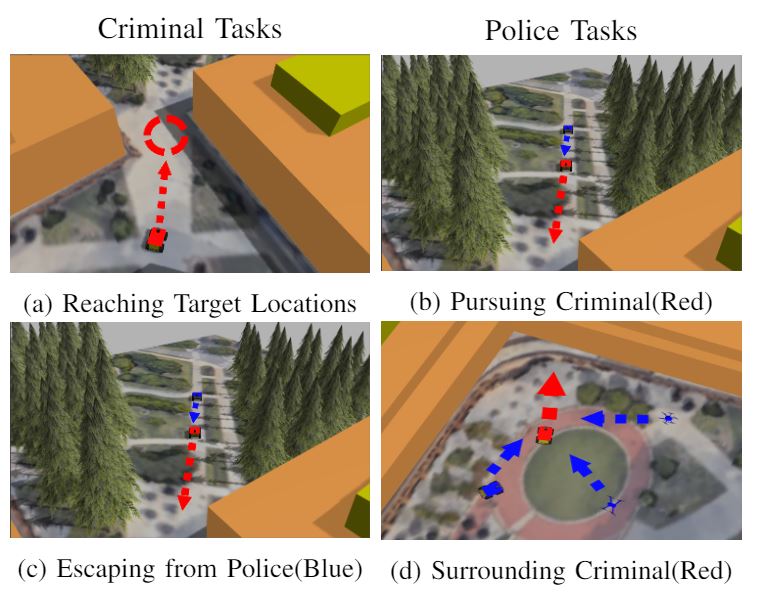 Criminal Tasks
Police Tasks
(a) Reaching Target Locations
(b) Pursuing Criminal(Red)
(c) Escaping from Police(Blue)
(d) Surrounding Criminal(Red)